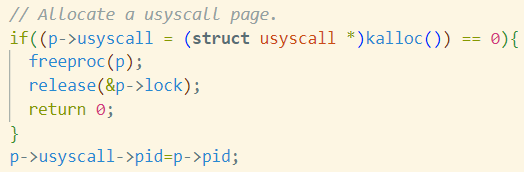 // Allocate a usyscall page.
if((p->usyscall = (struct usyscall *)kalloc()) == 0){
  freeproc(p);
  release(&p->lock);
  return 0;
}
p->usyscall->pid=p->pid;